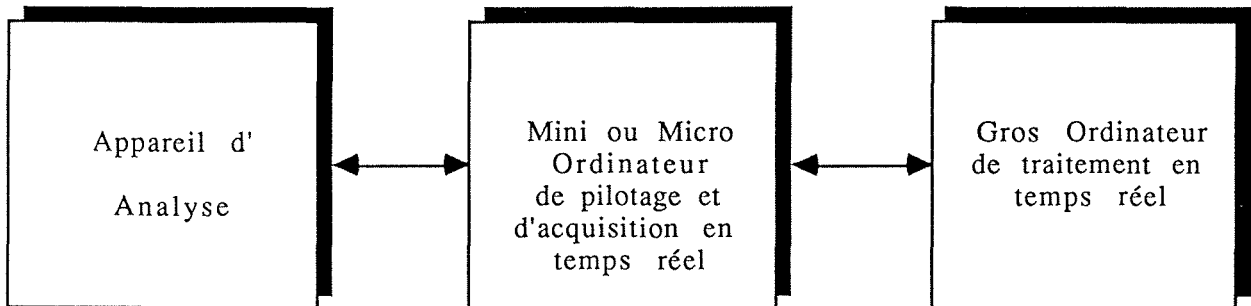 Appareil d'
Analyse
Mini ou Micro
Ordinateur
de pilotage et
d'acquisition en
temps réel
Gros Ordinateur
de traitement en
temps réel